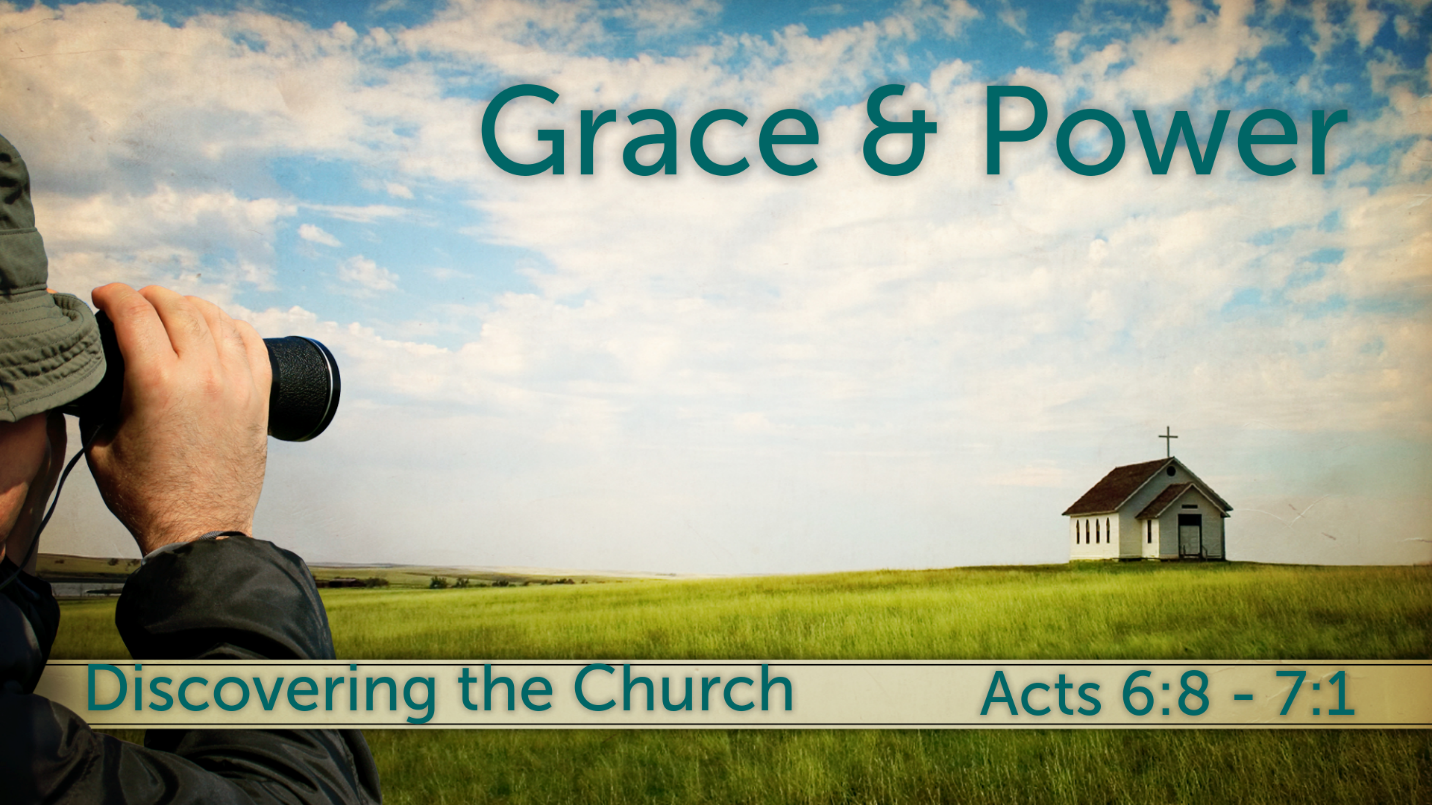 Grace & Power
Discovering the Church
Acts 6:8 - 7:1